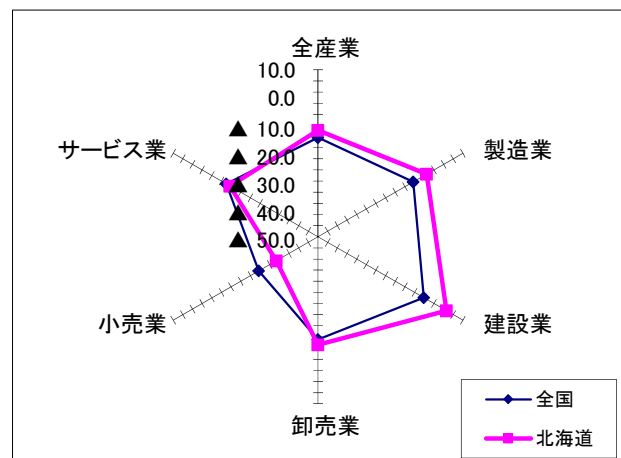 全産業
10.0
0.0
▲ 10.0
▲ 20.0
▲ 30.0
▲ 40.0
▲ 50.0
製造業
建設業
卸売業
小売業
サービス業
全国
北海道